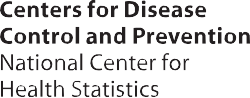 Centers for Disease
Control and Prevention
National Center for
Health Statistics